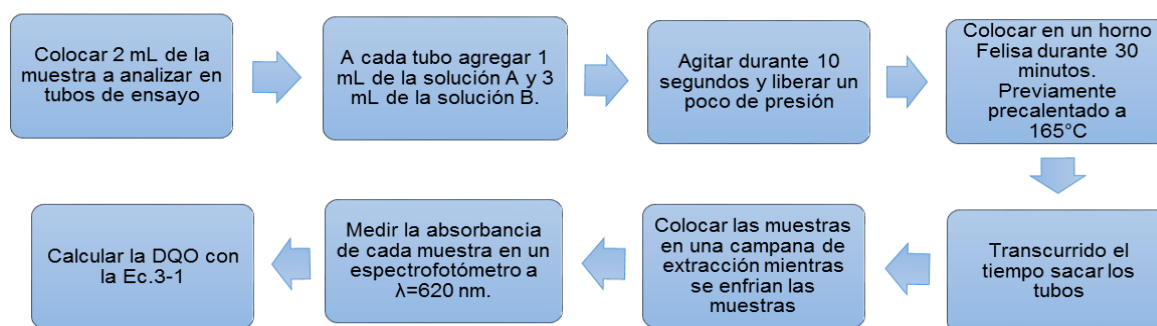 Colocar 2 mL de la
muestra a analizar en
tubos de ensayo
A cada tubo agregar 1
mL de la solución A y 3
mL de la solución B.
Agitar durante 10
segundos y liberar un
poco de presión
Colocar en un horno
Felisa durante 30
minutos.
Previamente
precalentado a
165°C
Transcurrido el
tiempo sacar los
tubos
Colocar las muestras
en una campana de
extracción mientras
se enfrian las
muestras
Medir la absorbancia
de cada muestra en un
espectrofotómetro a
λ=620 nm.
Calcular la DQO con
la Ec.3-1